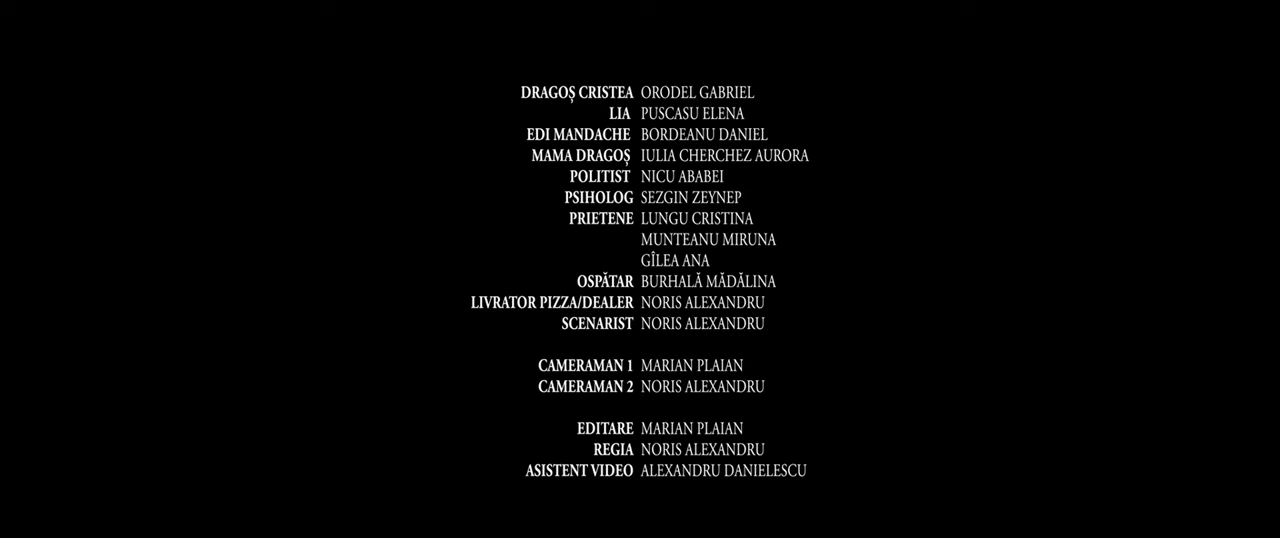 DRAGOȘ CRISTEA ORODEL GABRIEL
LIA PUSCASU ELENA
EDI MANDACHE BORDEANU DANIEL
MAMA DRAGOȘ IULIA CHERCHEZ AURORA
POLITIST NICU ABABEI
PSIHOLOG SEZGIN ZEYNEP
PRIETENE LUNGU CRISTINA
MUNTEANU MIRUNA
GÎLEA ANA
OSPĂTAR BURHALĂ MĂDĂLINA
LIVRATOR PIZZA/DEALER NORIS ALEXANDRU
SCENARIST NORIS ALEXANDRU
CAMERAMAN 1 MARIAN PLAIAN
CAMERAMAN 2 NORIS ALEXANDRU
EDITARE MARIAN PLAIAN
REGIA NORIS ALEXANDRU
ASISTENT VIDEO ALEXANDRU DANIELESCU